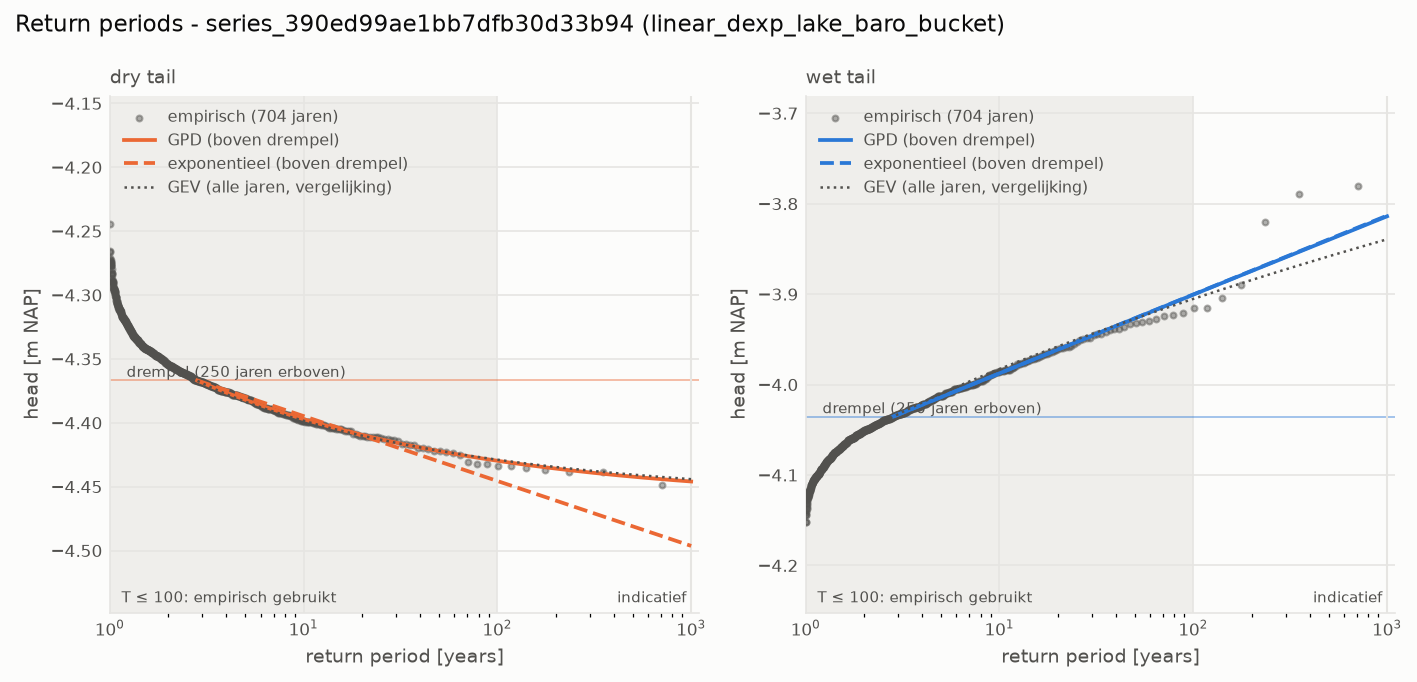 Return periods - series_390ed99ae1bb7dfb30d33b94 (linear_dexp_lake_baro_bucket)
dry tail
head [m NAP]
−4.15
−4.20
−4.25
−4.30
−4.35
−4.40
−4.45
−4.50
empirisch (704 jaren)
GPD (boven drempel)
exponentieel (boven drempel)
GEV (alle jaren, vergelijking)
drempel (250 jaren erboven)
T ≤ 100: empirisch gebruikt
indicatief
10⁰ 10¹ 10² 10³
return period [years]
wet tail
head [m NAP]
−3.7
−3.8
−3.9
−4.0
−4.1
−4.2
empirisch (704 jaren)
GPD (boven drempel)
exponentieel (boven drempel)
GEV (alle jaren, vergelijking)
drempel (250 jaren erboven)
T ≤ 100: empirisch gebruikt
indicatief
10⁰ 10¹ 10² 10³
return period [years]